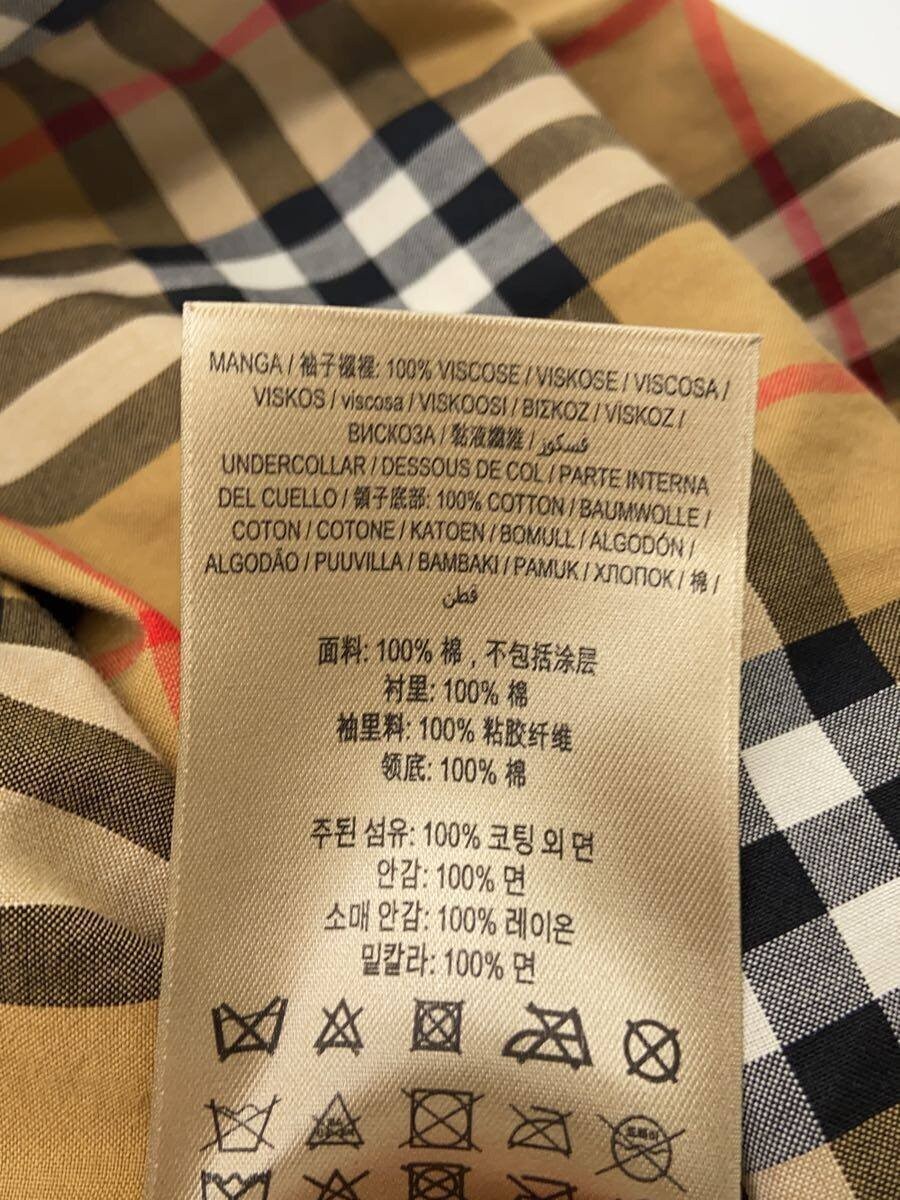 MANGA / 袖子襯裡: 100% VISCOSE / VISKOSE / VISCOSA /
VISKOS / viscosa / VISKOOSI / ΒΙΣΚΟΖ / VİSKOZ /
ВИСКОЗА / 黏液纖維 / فسكوز
UNDERCOLLAR / DESSOUS DE COL / PARTE INTERNA
DEL CUELLO / 領子底部: 100% COTTON / BAUMWOLLE /
COTON / COTONE / KATOEN / BOMULL / ALGODÓN /
ALGODÃO / PUUVILLA / ΒΑΜΒΑΚΙ / PAMUK / ХЛОПОК / 棉 /
قطن
面料: 100% 棉 , 不包括涂层
衬里: 100% 棉
袖里料: 100% 粘胶纤维
领底: 100% 棉
주된 섬유: 100% 코팅 외 면
안감: 100% 면
소매 안감: 100% 레이온
밑칼라: 100% 면